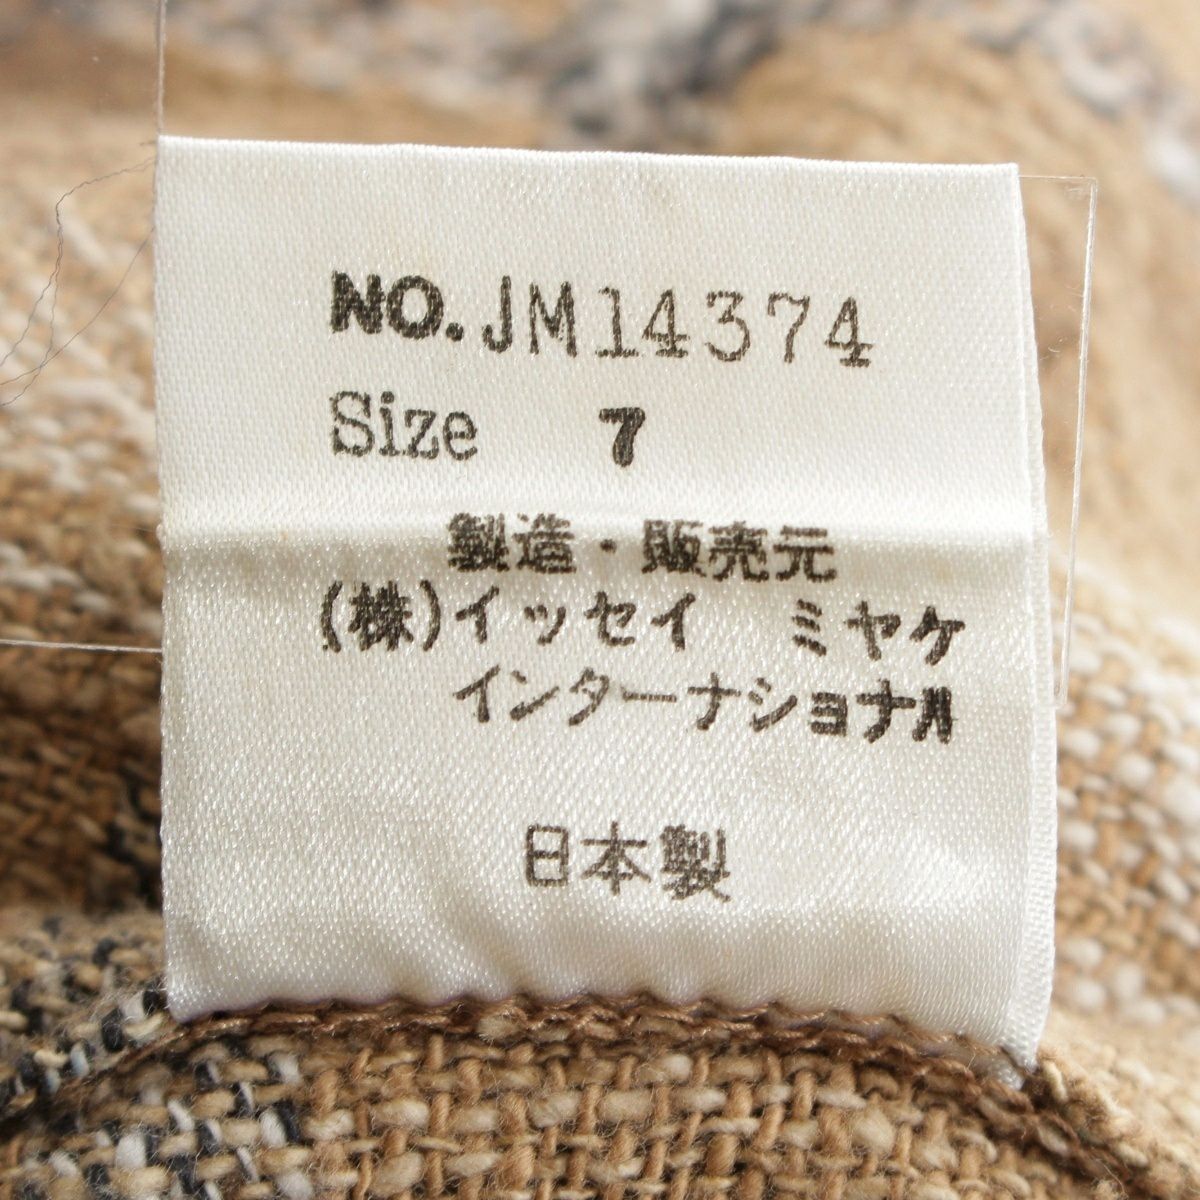 NO. JM14374
Size 7
製造・販売元
(株)イッセイ ミヤケ
インターナショナル
日本製